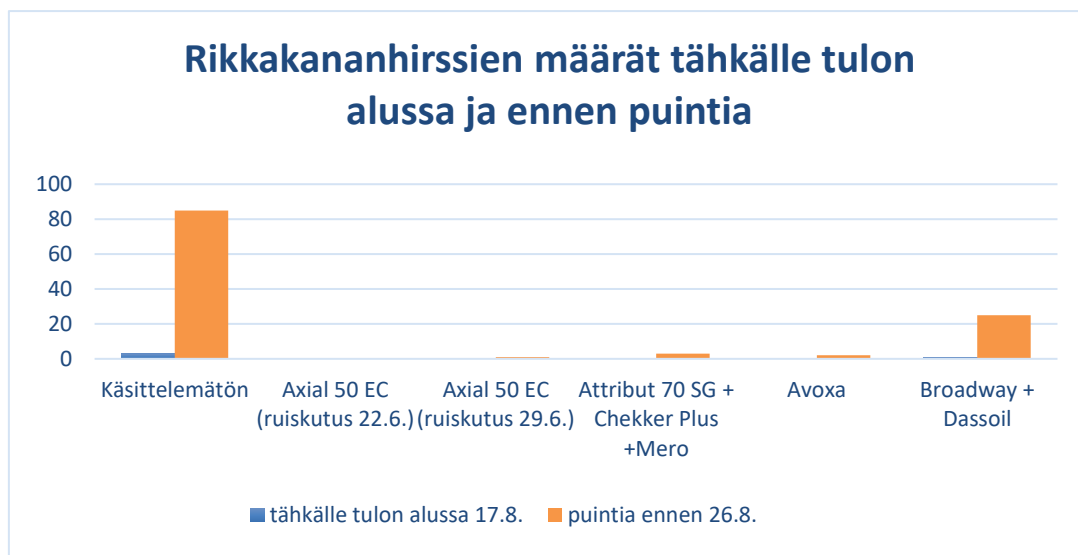 Rikkakananhirssien määrät tähkälle tulon
alussa ja ennen puintia
100
80
60
40
20
0
Käsittelemätön
Axial 50 EC
(ruiskutus 22.6.)
Axial 50 EC
(ruiskutus 29.6.)
Attribut 70 SG +
Chekker Plus
+Mero
Avoxa
Broadway +
Dassoil
tähkälle tulon alussa 17.8.
puintia ennen 26.8.